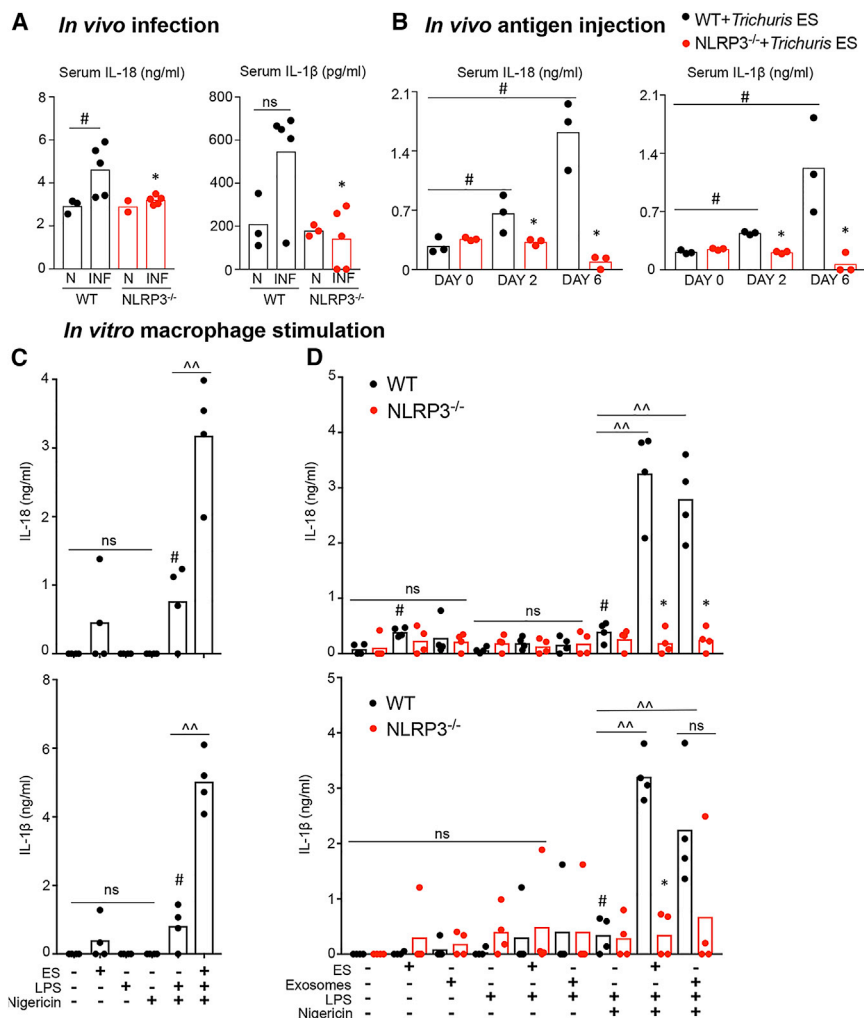 A In vivo infection
B In vivo antigen injection
WT+Trichuris ES
NLRP3-/-+Trichuris ES
Serum IL-18 (ng/ml)
8
6
4
2
0
#
*
N INF N INF
WT NLRP3-/-
Serum IL-1β (pg/ml)
800
600
400
200
0
ns
*
N INF N INF
WT NLRP3-/-
Serum IL-18 (ng/ml)
2.1
1.4
0.7
0
#
#
*
*
DAY 0 DAY 2 DAY 6
Serum IL-1β (ng/ml)
2.1
1.4
0.7
0
#
#
*
*
DAY 0 DAY 2 DAY 6
In vitro macrophage stimulation
C
IL-18 (ng/ml)
4
3
2
1
0
ns
#
^^
IL-1β (ng/ml)
6
4
2
0
ns
#
^^
ES - + - - - +
LPS - - + - + +
Nigericin - - - + + +
D
WT
NLRP3-/-
IL-18 (ng/ml)
5
4
3
2
1
0
ns
#
ns
#
^^
^^
*
*
WT
NLRP3-/-
IL-1β (ng/ml)
5
4
3
2
1
0
ns
#
^^
^^
*
ns
ES - - + - - + - - + -
Exosomes - - - + - - + - - +
LPS - - - - + + + + + +
Nigericin - - - - - - - + + +